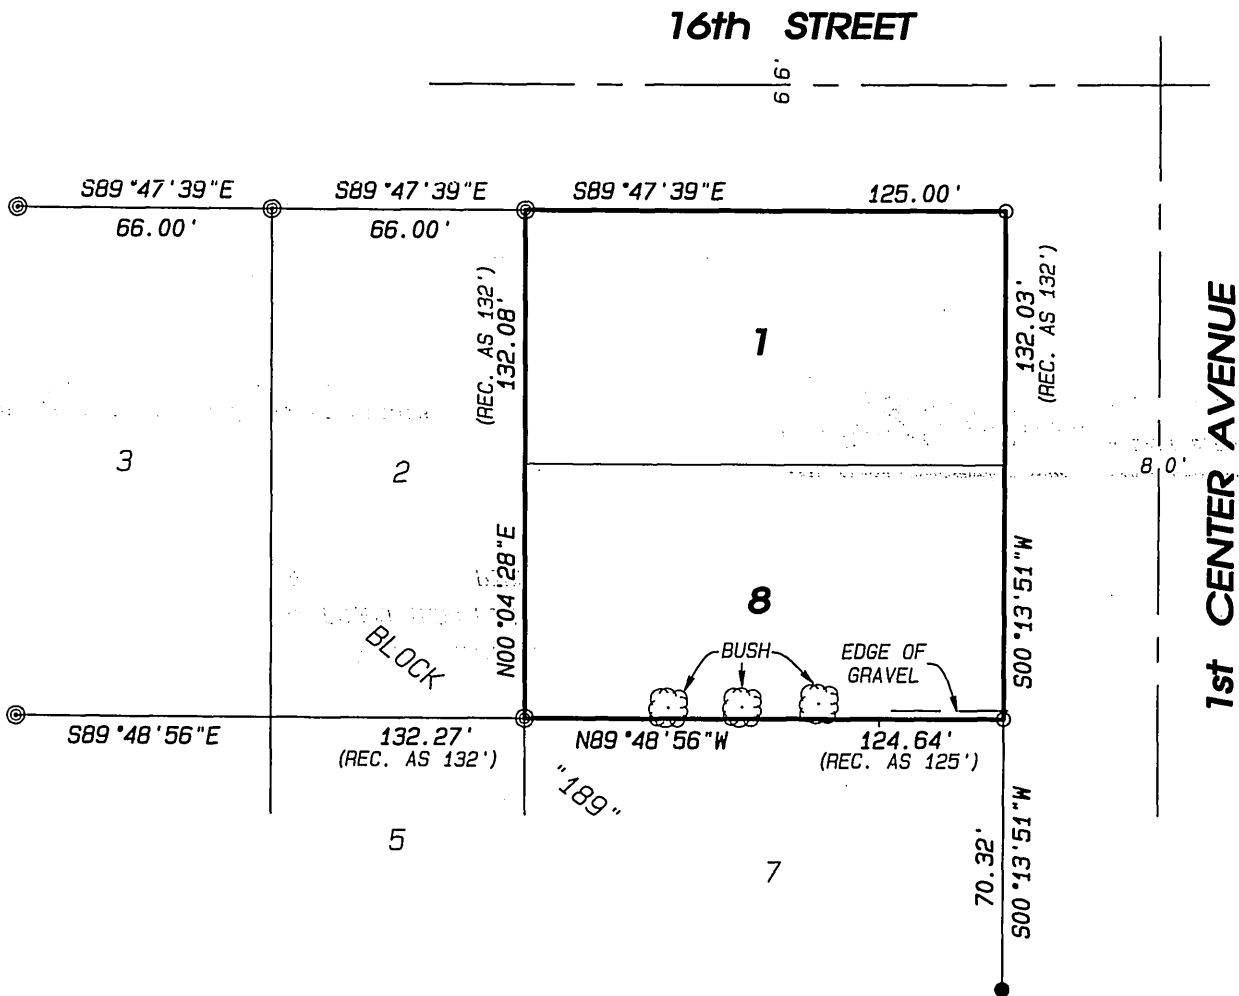 16th STREET
66'
S89°47'39"E
66.00'
S89°47'39"E
66.00'
S89°47'39"E
125.00'
(REC. AS 132')
132.08'
132.03'
(REC. AS 132')
1
3
2
80'
1st CENTER AVENUE
N00°04'28"E
S00°13'51"W
8
BLOCK
BUSH
EDGE OF
GRAVEL
S89°48'56"E
132.27'
(REC. AS 132')
N89°48'56"W
124.64'
(REC. AS 125')
"189"
5
7
70.32'
S00°13'51"W